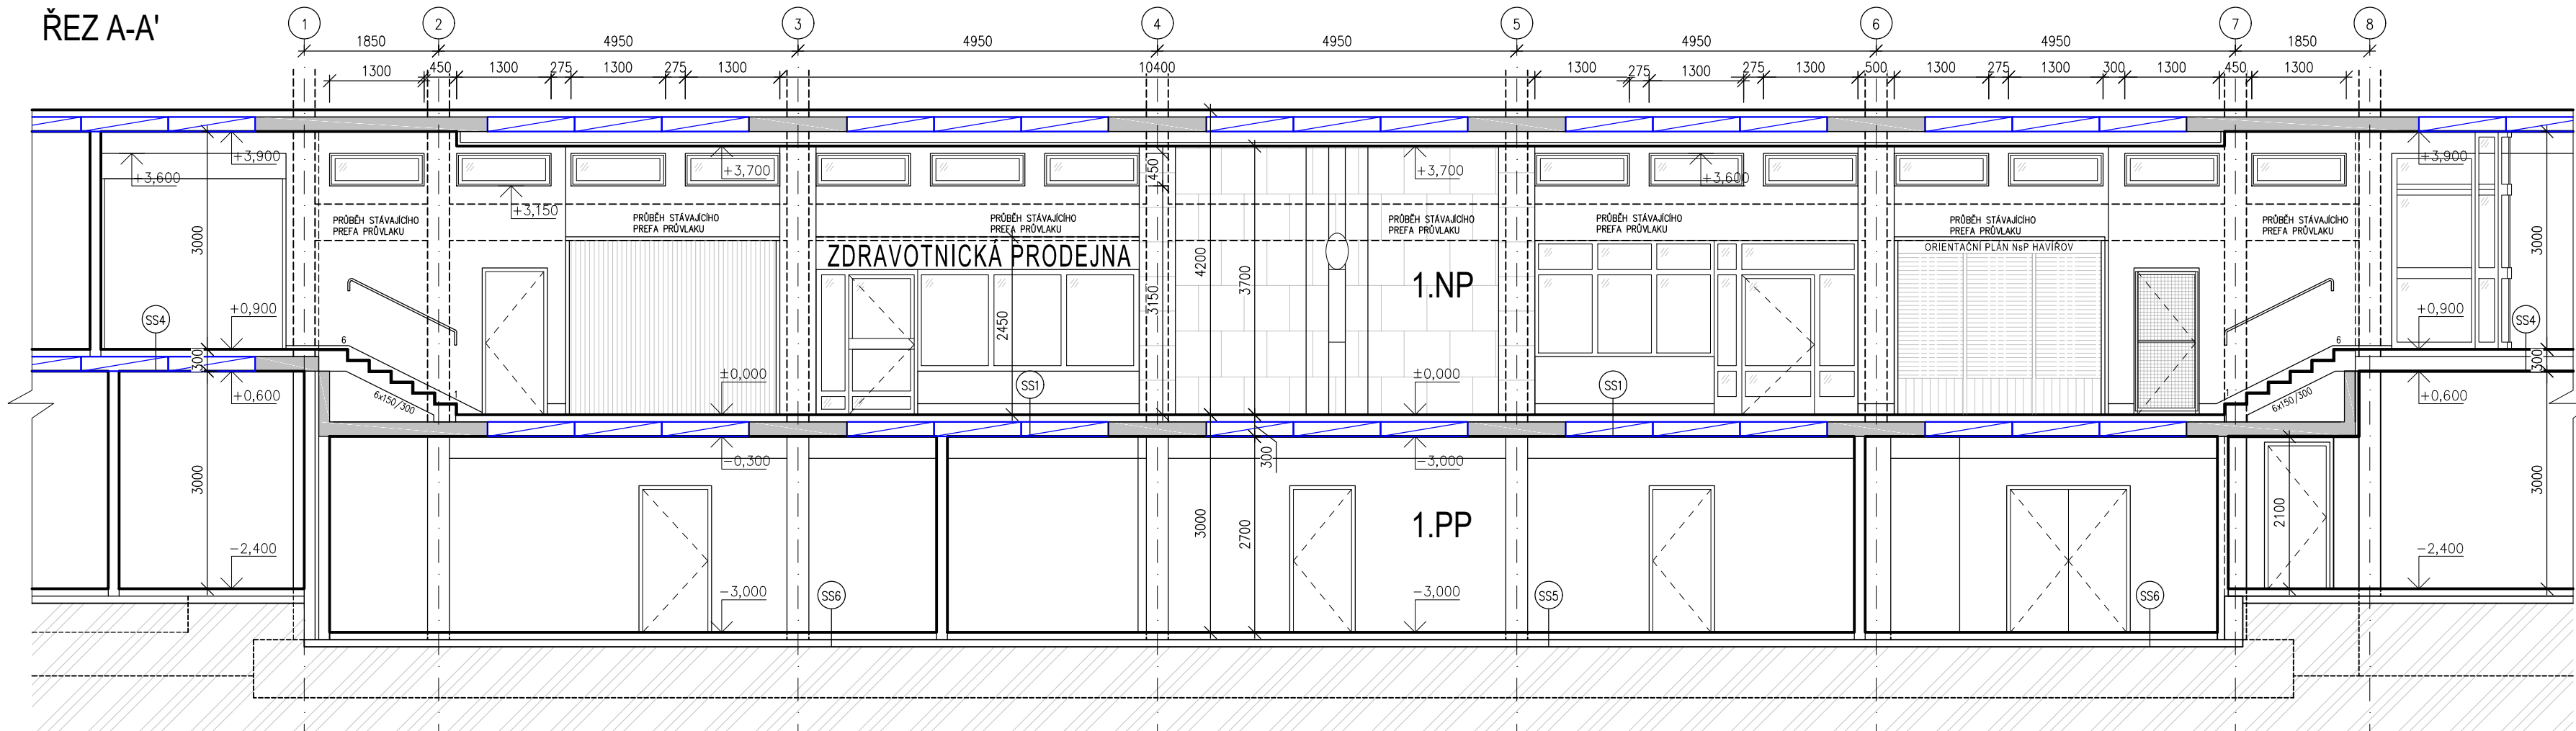 ŘEZ A-A'
1 2 3 4 5 6 7 8
1850 4950 4950 4950 4950 4950 1850
1300 450 1300 275 1300 275 1300 10400 1300 275 1300 275 1300 500 1300 275 1300 300 1300 450 1300
+3,900 +3,600 +3,700 +3,700 +3,600 +3,900
+3,150
450
PRŮBĚH STÁVAJÍCÍHO
PREFA PRŮVLAKU
PRŮBĚH STÁVAJÍCÍHO
PREFA PRŮVLAKU
PRŮBĚH STÁVAJÍCÍHO
PREFA PRŮVLAKU
PRŮBĚH STÁVAJÍCÍHO
PREFA PRŮVLAKU
PRŮBĚH STÁVAJÍCÍHO
PREFA PRŮVLAKU
PRŮBĚH STÁVAJÍCÍHO
PREFA PRŮVLAKU
PRŮBĚH STÁVAJÍCÍHO
PREFA PRŮVLAKU
3000 3000
ZDRAVOTNICKÁ PRODEJNA
ORIENTAČNÍ PLÁN NsP HAVÍŘOV
4200 3700
1.NP
3150 2450
+0,900 +0,900
SS4 SS4
6 6
300 300
±0,000 ±0,000
SS1 SS1
+0,600 +0,600
1 1
6x150/300 6x150/300
-0,300 300 -3,000
3000 3000
2100
3000 2700
1.PP
-2,400 -2,400
-3,000 -3,000
SS6 SS5 SS6